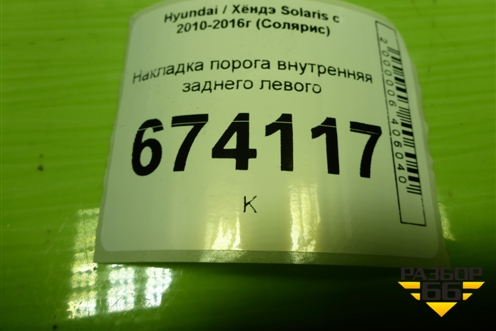 Hyundai / Хёндэ Solaris с
2010-2016г (Солярис)
Накладка порога внутренняя
заднего левого
674117
К
2000006406040
РАЗБОР
66